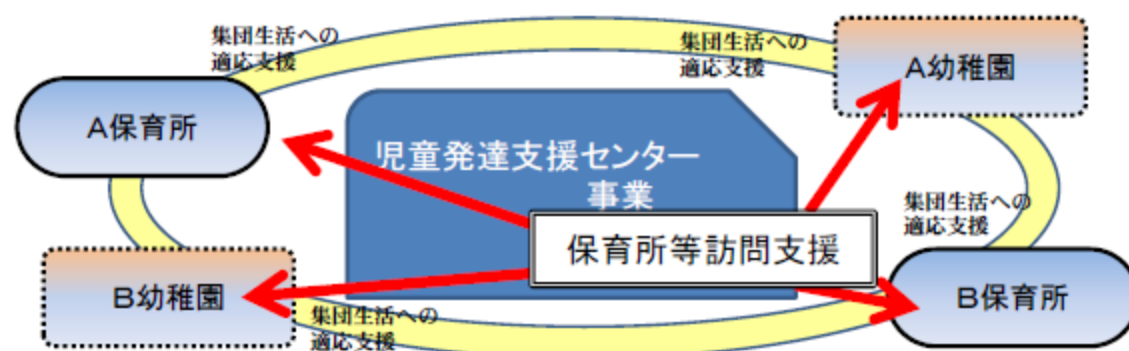 集団生活への
適応支援
集団生活への
適応支援
A幼稚園
A保育所
児童発達支援センター
事業
保育所等訪問支援
集団生活への
適応支援
B幼稚園
B保育所
集団生活への
適応支援